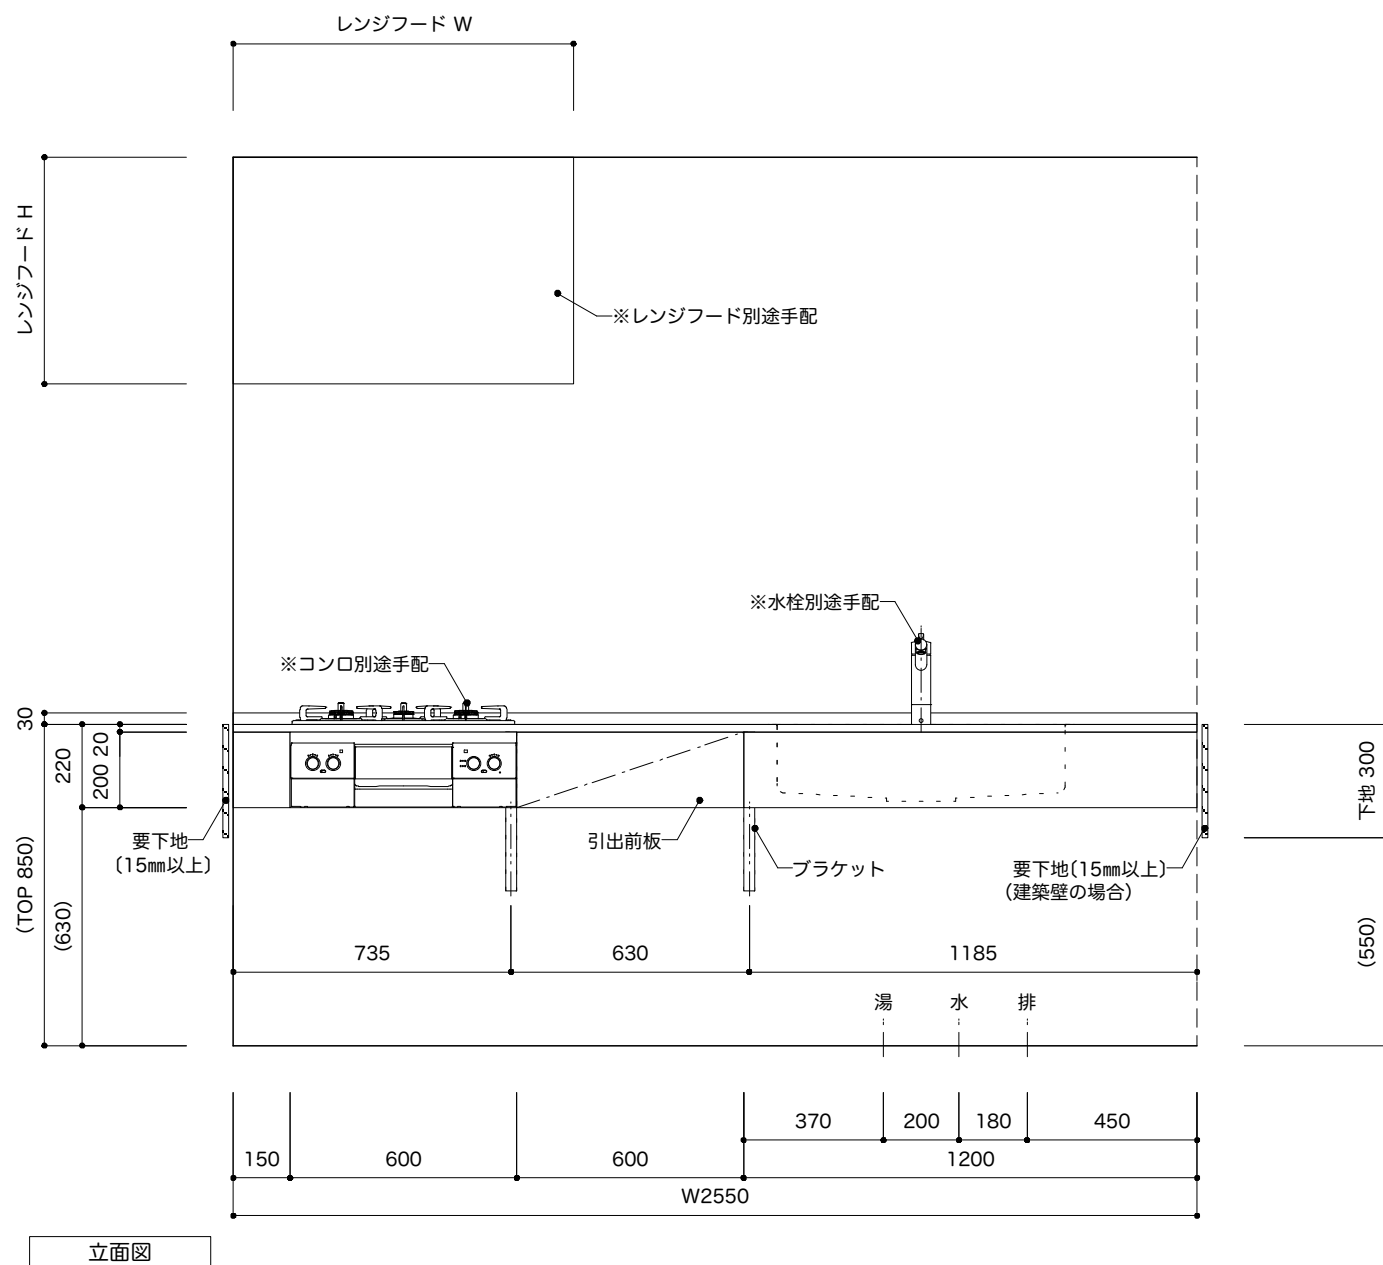 レンジフード W
レンジフード H
※レンジフード別途手配
※水栓別途手配
※コンロ別途手配
30
220
200 20
(TOP 850)
(630)
要下地
〔15㎜以上〕
引出前板
ブラケット
要下地〔15㎜以上〕
(建築壁の場合)
下地 300
(550)
735
630
1185
湯
水
排
370
200
180
450
150
600
600
1200
W2550
立面図